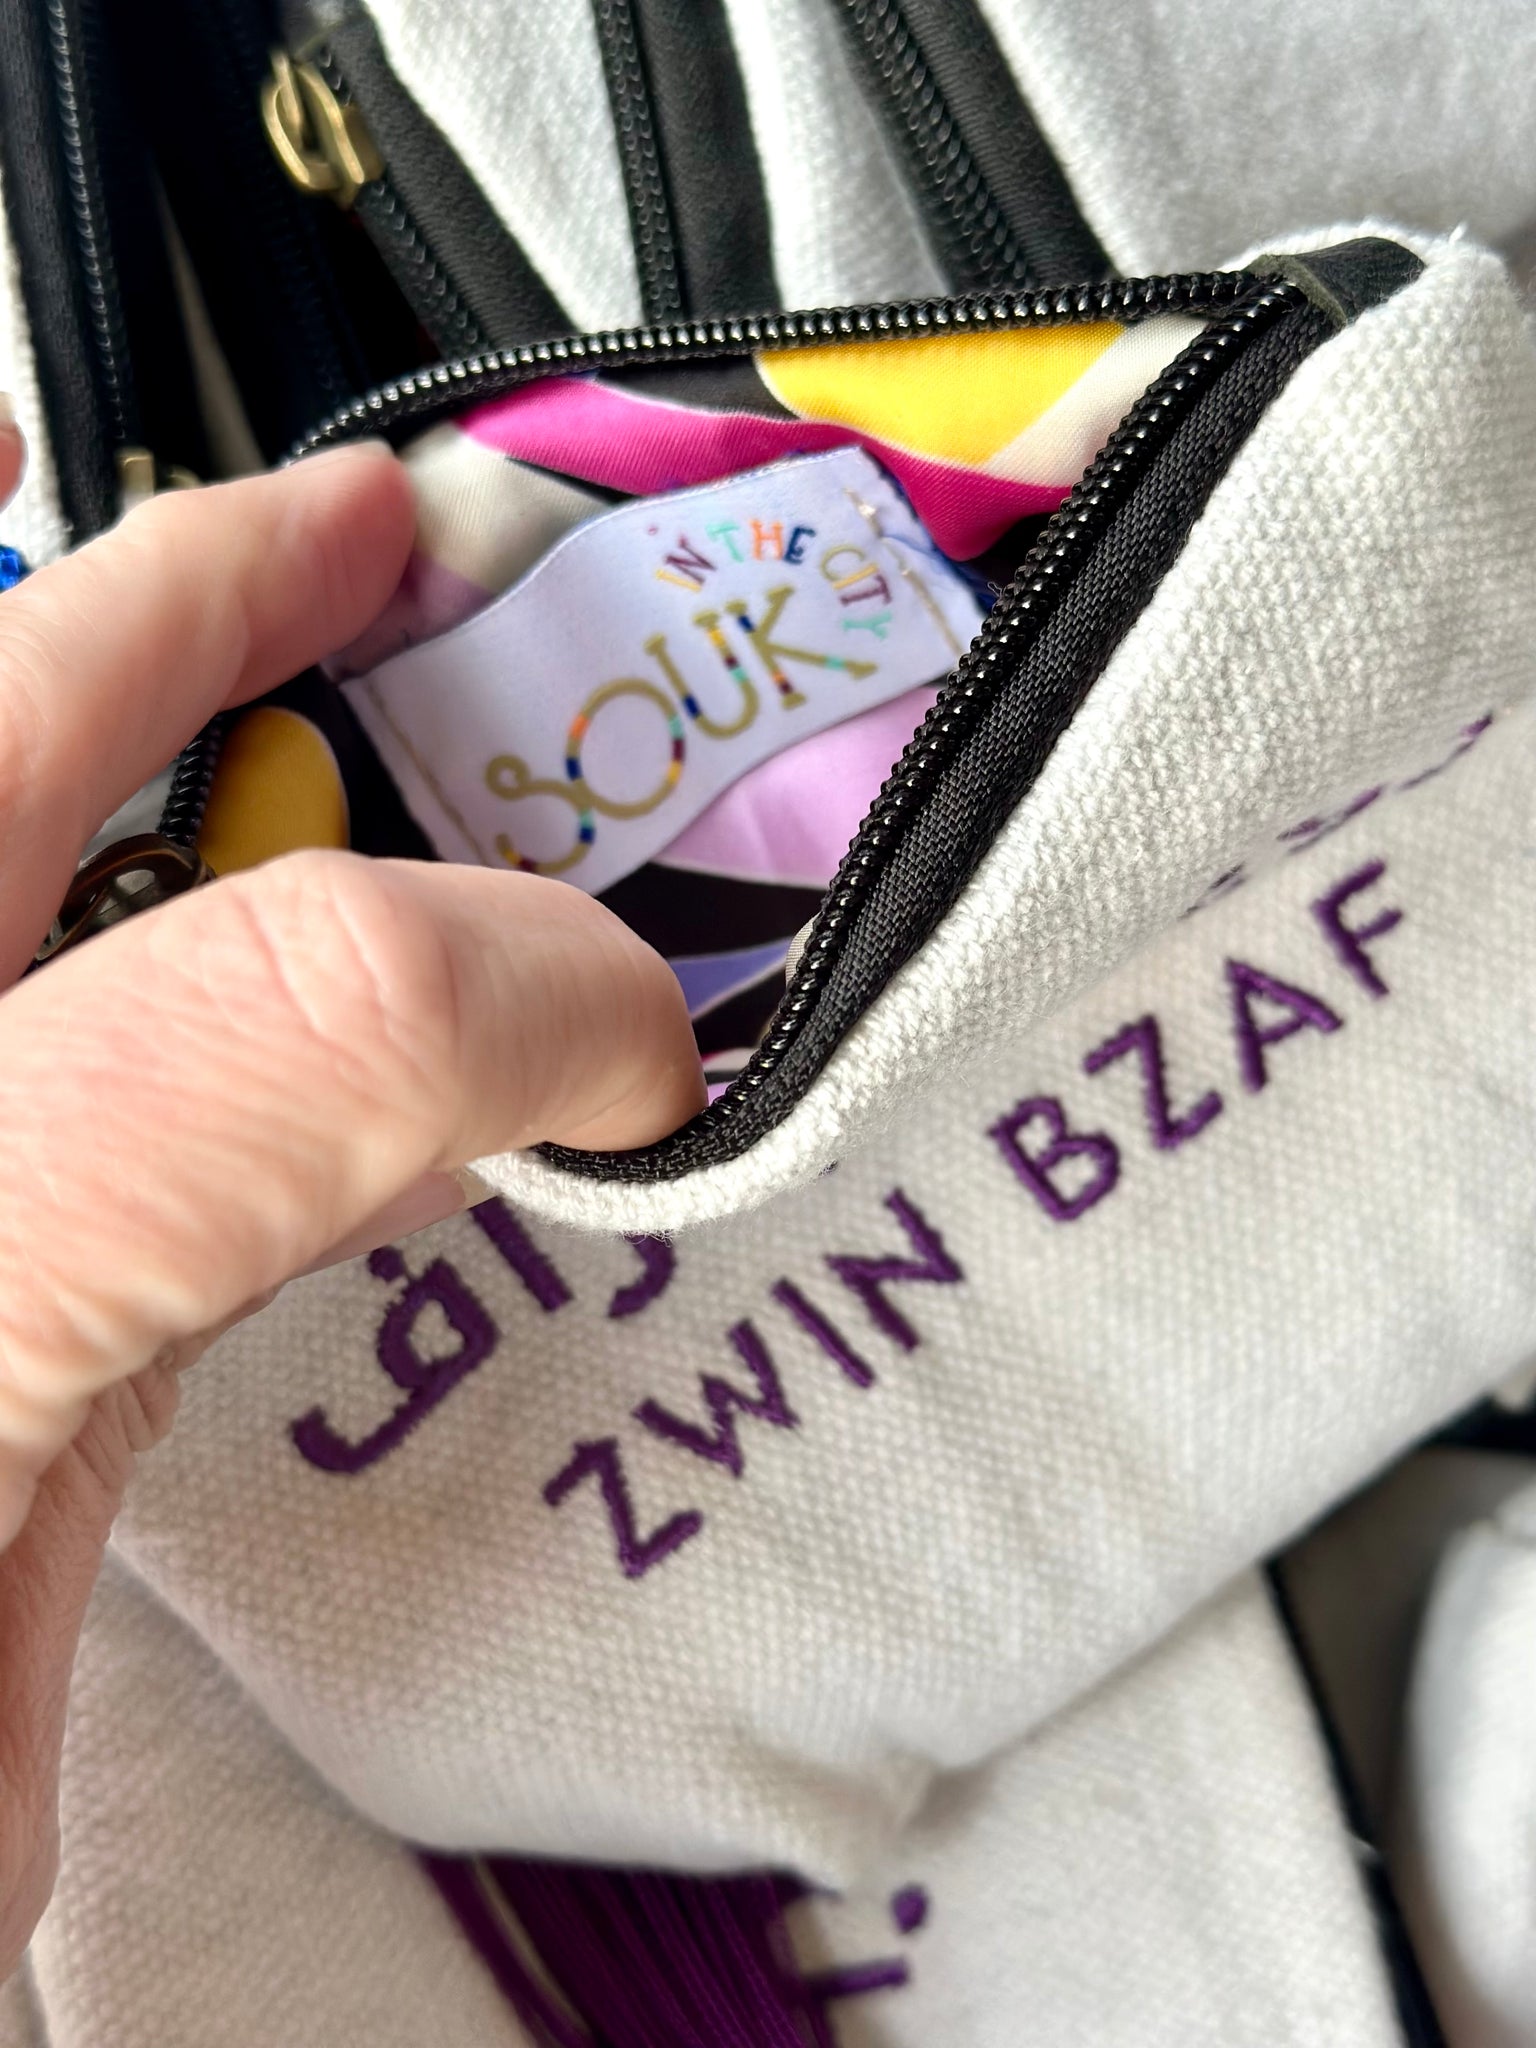 IN THE CITY
SOUK
ZWIN BZAF